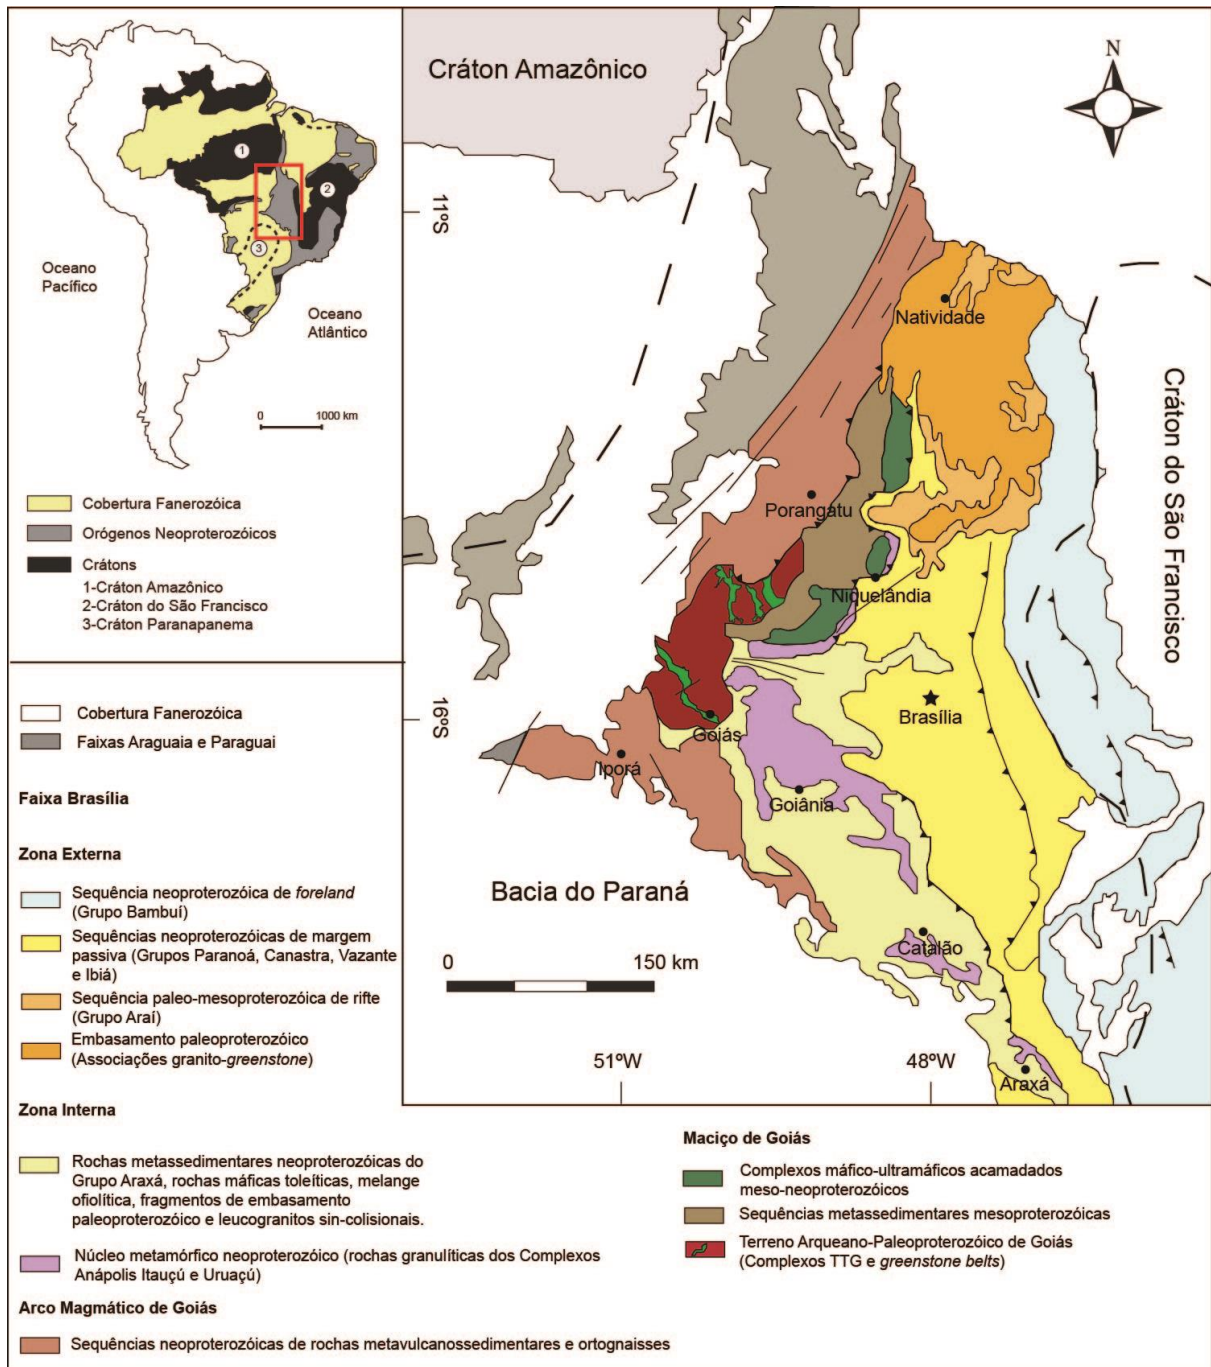 Oceano
Pacífico
Oceano
Atlântico
1
2
3
0 1000 km
Cobertura Fanerozóica
Orógenos Neoproterozóicos
Crátons
1-Cráton Amazônico
2-Cráton do São Francisco
3-Cráton Paranapanema
Cobertura Fanerozóica
Faixas Araguaia e Paraguai
Faixa Brasília
Zona Externa
Sequência neoproterozóica de foreland
(Grupo Bambuí)
Sequências neoproterozóicas de margem
passiva (Grupos Paranoá, Canastra, Vazante
e Ibiá)
Sequência paleo-mesoproterozóica de rifte
(Grupo Araí)
Embasamento paleoproterozóico
(Associações granito-greenstone)
Zona Interna
Rochas metassedimentares neoproterozóicas do
Grupo Araxá, rochas máficas toleíticas, melange
ofiolítica, fragmentos de embasamento
paleoproterozóico e leucogranitos sin-colisionais.
Núcleo metamórfico neoproterozóico (rochas granulíticas dos Complexos
Anápolis Itauçú e Uruaçú)
Arco Magmático de Goiás
Sequências neoproterozóicas de rochas metavulcanossedimentares e ortognaisses
Maciço de Goiás
Complexos máfico-ultramáficos acamadados
meso-neoproterozóicos
Sequências metassedimentares mesoproterozóicas
Terreno Arqueano-Paleoproterozóico de Goiás
(Complexos TTG e greenstone belts)
Cráton Amazônico
N
11ºS
Natividade
Cráton do São Francisco
Porangatu
Niquelândia
16ºS
Brasília
Goiás
Iporá
Goiânia
Bacia do Paraná
Catalão
0 150 km
51ºW
48ºW
Araxá